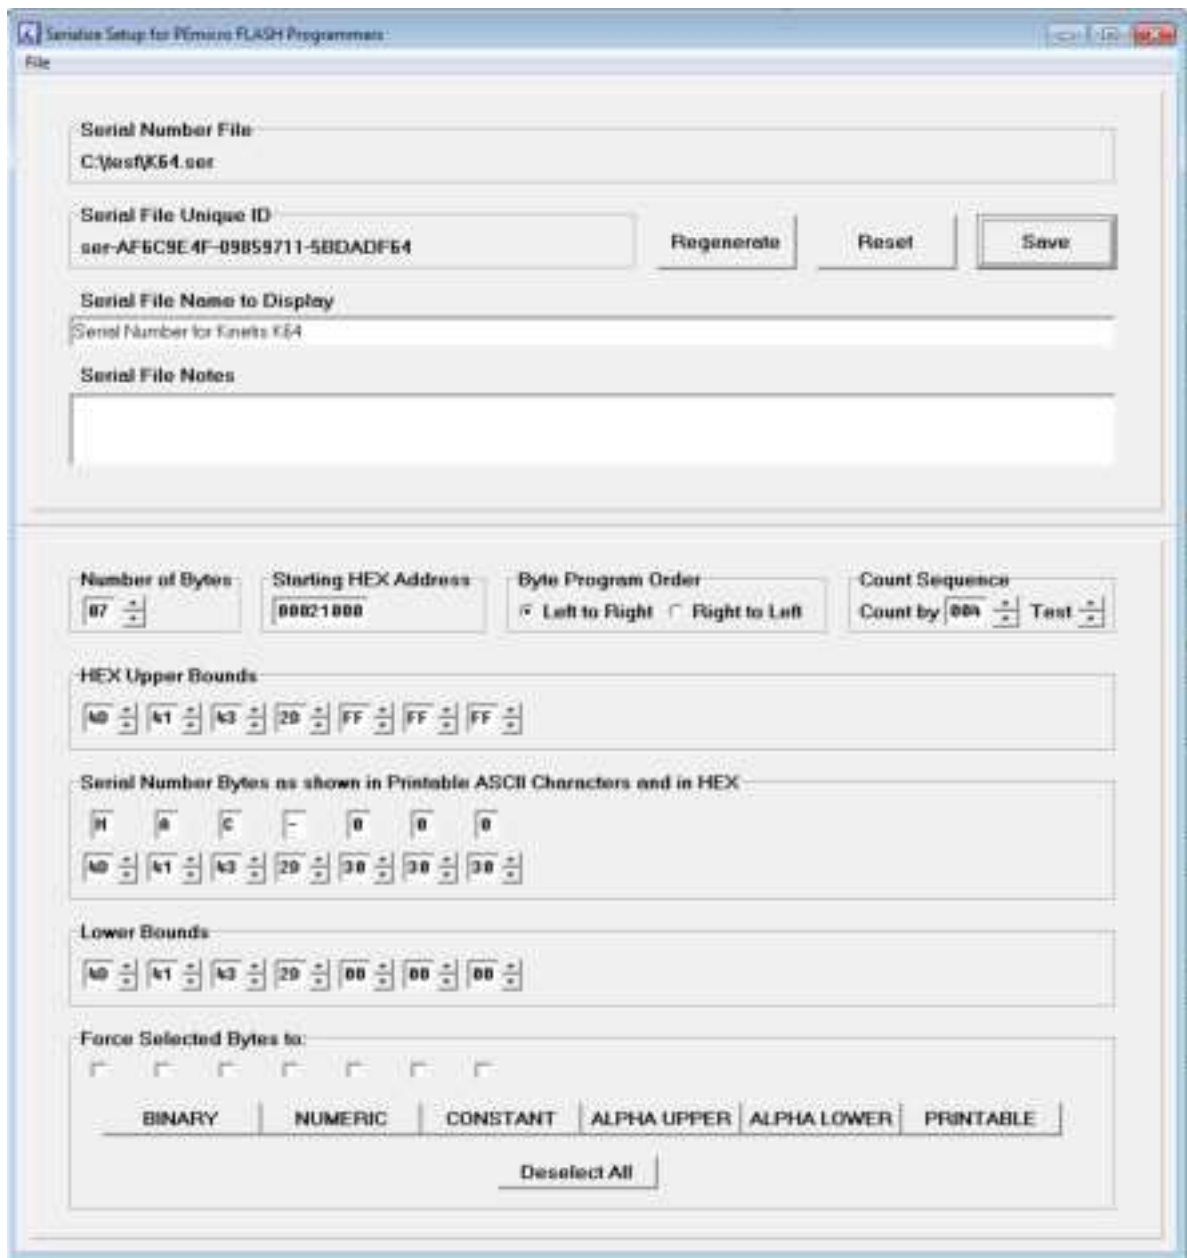 Serialize Setup for PEmicro FLASH Programmers
File
Serial Number File
C:\test\K64.ser
Serial File Unique ID
ser-AF6C9E4F-09859711-5BDADF64
Regenerate Reset Save
Serial File Name to Display
Serial Number for Kinetis K64
Serial File Notes
Number of Bytes Starting HEX Address Byte Program Order Count Sequence
07 00021000 Left to Right Right to Left Count by 004 Test
HEX Upper Bounds
4D 41 43 2D FF FF FF
Serial Number Bytes as shown in Printable ASCII Characters and in HEX
M A C - 0 0 0
4D 41 43 2D 30 30 30
Lower Bounds
4D 41 43 2D 00 00 00
Force Selected Bytes to:
BINARY NUMERIC CONSTANT ALPHA UPPER ALPHA LOWER PRINTABLE
Deselect All